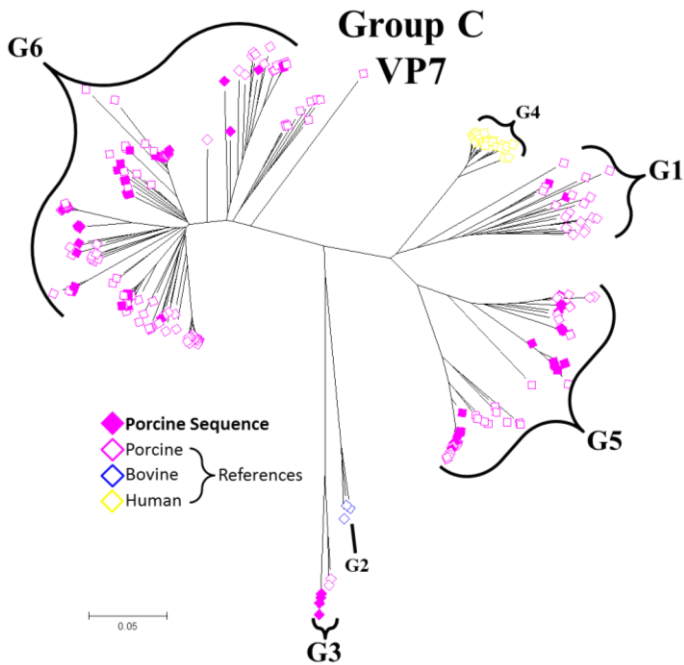 Group C
VP7
G6
G4
G1
G5
Porcine Sequence
Porcine
Bovine
References
Human
G2
G3
0.05